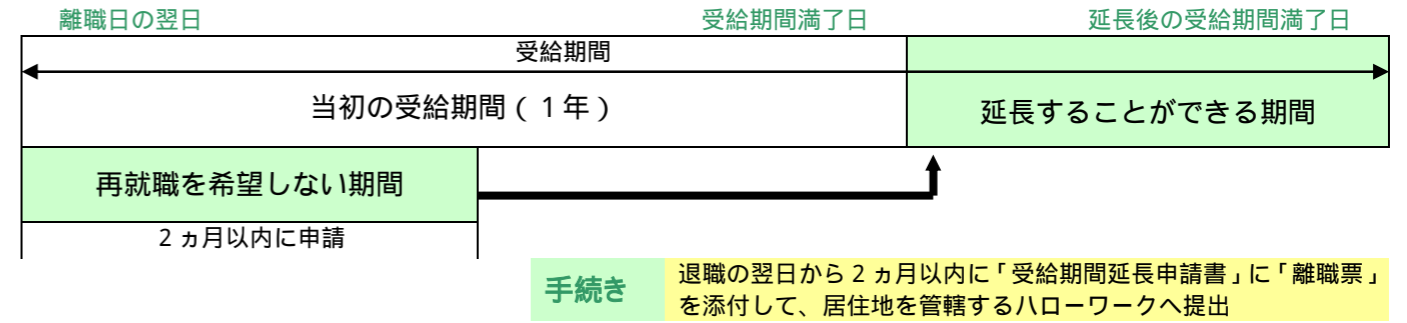 離職日の翌日 受給期間満了日 延長後の受給期間満了日
受給期間
当初の受給期間（１年） 延長することができる期間
再就職を希望しない期間
２ヵ月以内に申請
手続き 退職の翌日から２ヵ月以内に「受給期間延長申請書」に「離職票」
を添付して、居住地を管轄するハローワークへ提出